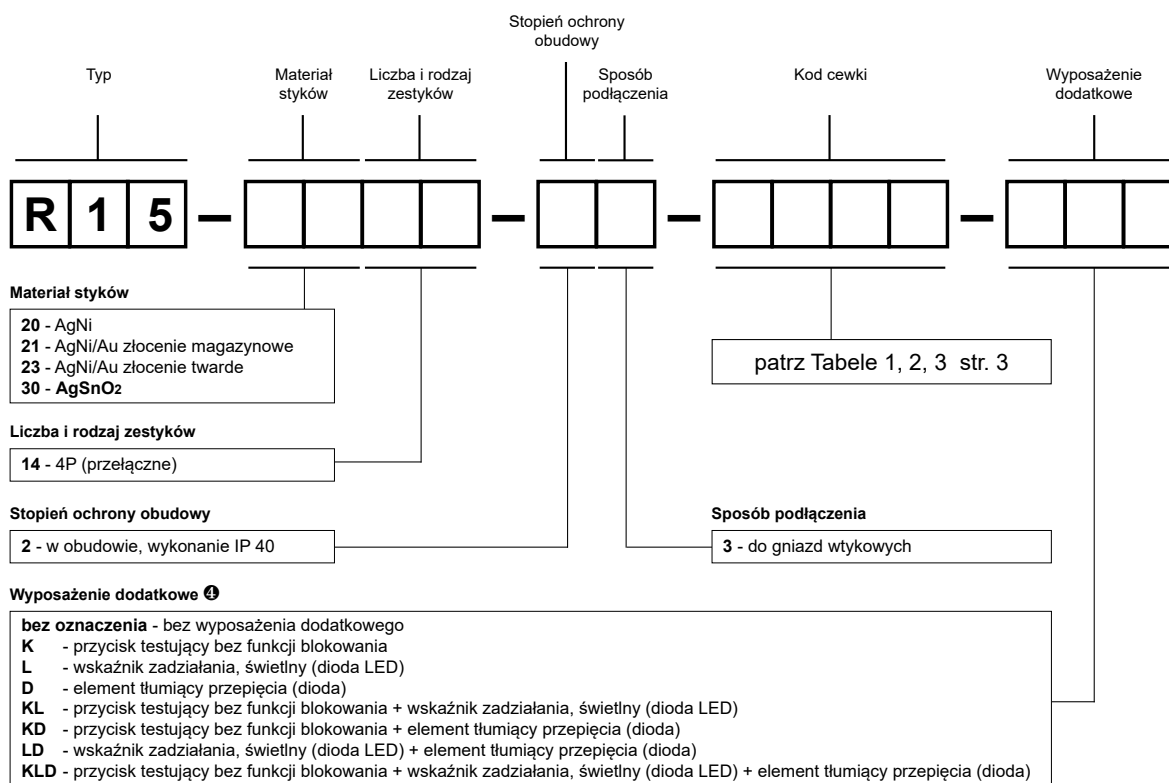 Stopień ochrony
obudowy
Typ
Materiał
styków
Liczba i rodzaj
zestyków
Sposób
podłączenia
Kod cewki
Wyposażenie
dodatkowe
R 1 5 – – – –
Materiał styków
20 - AgNi
21 - AgNi/Au złocenie magazynowe
23 - AgNi/Au złocenie twarde
30 - AgSnO2
patrz Tabele 1, 2, 3 str. 3
Liczba i rodzaj zestyków
14 - 4P (przełączne)
Stopień ochrony obudowy
2 - w obudowie, wykonanie IP 40
Sposób podłączenia
3 - do gniazd wtykowych
Wyposażenie dodatkowe ❹
bez oznaczenia - bez wyposażenia dodatkowego
K - przycisk testujący bez funkcji blokowania
L - wskaźnik zadziałania, świetlny (dioda LED)
D - element tłumiący przepięcia (dioda)
KL - przycisk testujący bez funkcji blokowania + wskaźnik zadziałania, świetlny (dioda LED)
KD - przycisk testujący bez funkcji blokowania + element tłumiący przepięcia (dioda)
LD - wskaźnik zadziałania, świetlny (dioda LED) + element tłumiący przepięcia (dioda)
KLD - przycisk testujący bez funkcji blokowania + wskaźnik zadziałania, świetlny (dioda LED) + element tłumiący przepięcia (dioda)